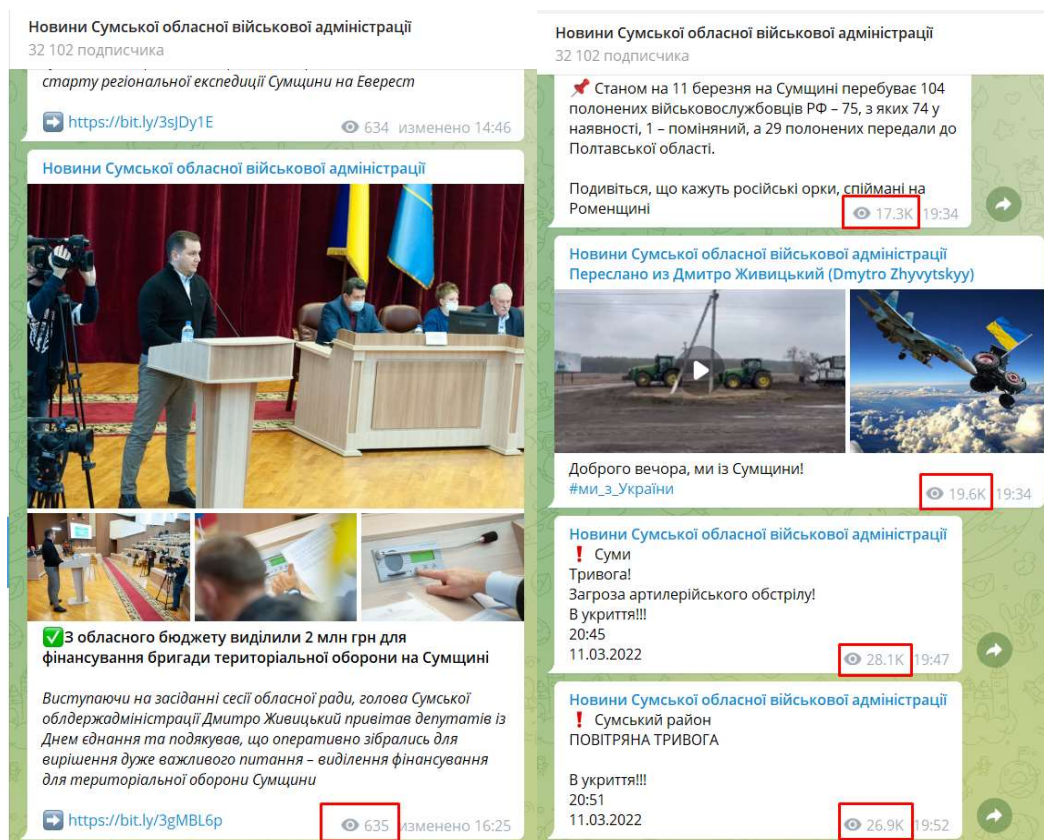 Новини Сумської обласної військової адміністрації
32 102 подписчика
старту регіональної експедиції Сумщини на Еверест
➡️ https://bit.ly/3sJDy1E
634 изменено 14:46
Новини Сумської обласної військової адміністрації
✅З обласного бюджету виділили 2 млн грн для
фінансування бригади територіальної оборони на Сумщині
Виступаючи на засіданні сесії обласної ради, голова Сумської
облдержадміністрації Дмитро Живицький привітав депутатів із
Днем єднання та подякував, що оперативно зібрались для
вирішення дуже важливого питання – виділення фінансування
для територіальної оборони Сумщини
➡️ https://bit.ly/3gMBL6p
635 изменено 16:25
Новини Сумської обласної військової адміністрації
32 102 подписчика
📌 Станом на 11 березня на Сумщині перебуває 104
полонених військовослужбовців РФ – 75, з яких 74 у
наявності, 1 – поміняний, а 29 полонених передали до
Полтавської області.
Подивіться, що кажуть російські орки, спіймані на
Роменщині
17.3K 19:34
Новини Сумської обласної військової адміністрації
Переслано из Дмитро Живицький (Dmytro Zhyvytskyy)
Доброго вечора, ми із Сумщини!
#ми_з_України
19.6K 19:34
Новини Сумської обласної військової адміністрації
❗ Суми
Тривога!
Загроза артилерійського обстрілу!
В укриття!!!
20:45
11.03.2022
28.1K 19:47
Новини Сумської обласної військової адміністрації
❗ Сумський район
ПОВІТРЯНА ТРИВОГА
В укриття!!!
20:51
11.03.2022
26.9K 19:52